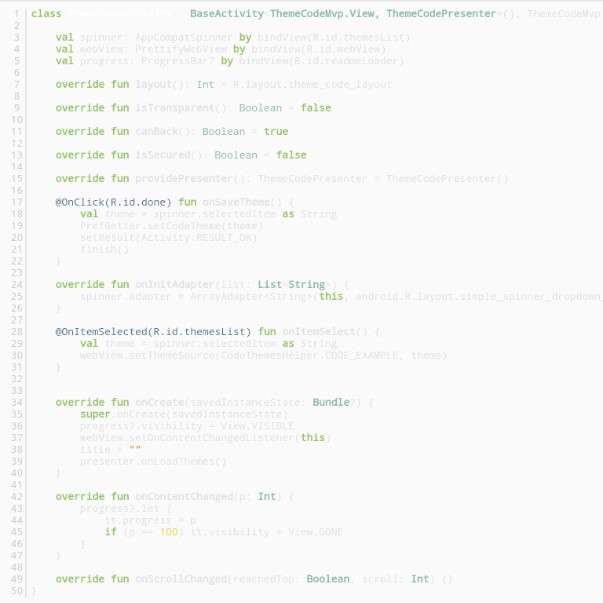 1 class : BaseActivity<ThemeCodeMvp.View, ThemeCodePresenter>(), ThemeCodeMvp
2
3 val spinner: AppCompatSpinner by bindView(R.id.themesList)
4 val webView: PrettifyWebView by bindView(R.id.webview)
5 val progress: ProgressBar? by bindView(R.id.readmeLoader)
6
7 override fun layout(): Int = R.layout.theme_code_layout
8
9 override fun isTransparent(): Boolean = false
10
11 override fun canBack(): Boolean = true
12
13 override fun isSecured(): Boolean = false
14
15 override fun providePresenter(): ThemeCodePresenter = ThemeCodePresenter()
16
17 @OnClick(R.id.done) fun onSaveTheme() {
18 val theme = spinner.selectedItem as String
19 PrefGetter.setCodeTheme(theme)
20 setResult(Activity.RESULT_OK)
21 finish()
22 }
23
24 override fun onInitAdapter(list: List<String>) {
25 spinner.adapter = ArrayAdapter<String>(this, android.R.layout.simple_spinner_dropdown_
26 }
27
28 @OnItemSelected(R.id.themesList) fun onItemSelect() {
29 val theme = spinner.selectedItem as String
30 webView.setThemeSource(CodeThemesHelper.CODE_EXAMPLE, theme)
31 }
32
33
34 override fun onCreate(savedInstanceState: Bundle?) {
35 super.onCreate(savedInstanceState)
36 progress?.visibility = View.VISIBLE
37 webView.setOnContentChangedListener(this)
38 title = ""
39 presenter.onLoadThemes()
40 }
41
42 override fun onContentChanged(p: Int) {
43 progress?.let {
44 it.progress = p
45 if (p == 100) it.visibility = View.GONE
46 }
47 }
48
49 override fun onScrollChanged(reachedTop: Boolean, scroll: Int) {}
50 }